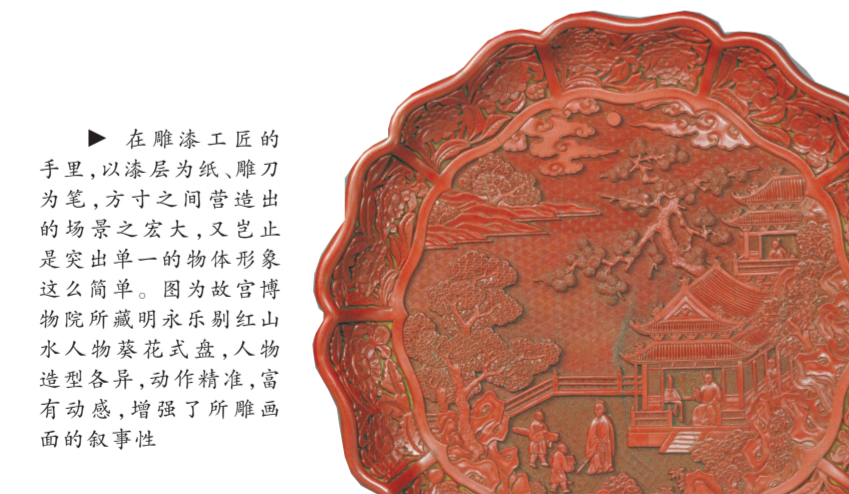 ▶ 在雕漆工匠的
手里,以漆层为纸、雕刀
为笔,方寸之间营造出
的场景之宏大,又岂止
是突出单一的物体形象
这么简单。图为故宫博
物院所藏明永乐剔红山
水人物葵花式盘,人物
造型各异,动作精准,富
有动感,增强了所雕画
面的叙事性